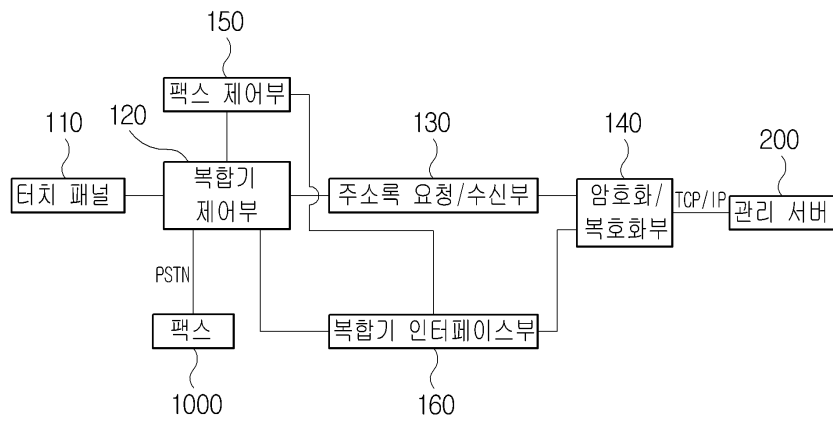 150
팩스 제어부
110
120
130
140
200
터치 패널
복합기
제어부
주소록 요청/수신부
암호화/
복호화부
TCP/IP
관리 서버
PSTN
팩스
복합기 인터페이스부
1000
160